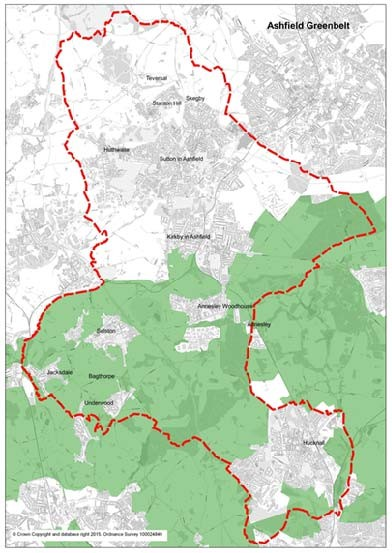 Ashfield Greenbelt
Teversal
Stanton Hill
Skegby
Huthwaite
Sutton in Ashfield
Kirkby in Ashfield
Annesley Woodhouse
Annesley
Selston
Jacksdale
Bagthorpe
Underwood
Hucknall
© Crown Copyright and database right 2015. Ordnance Survey 100024849